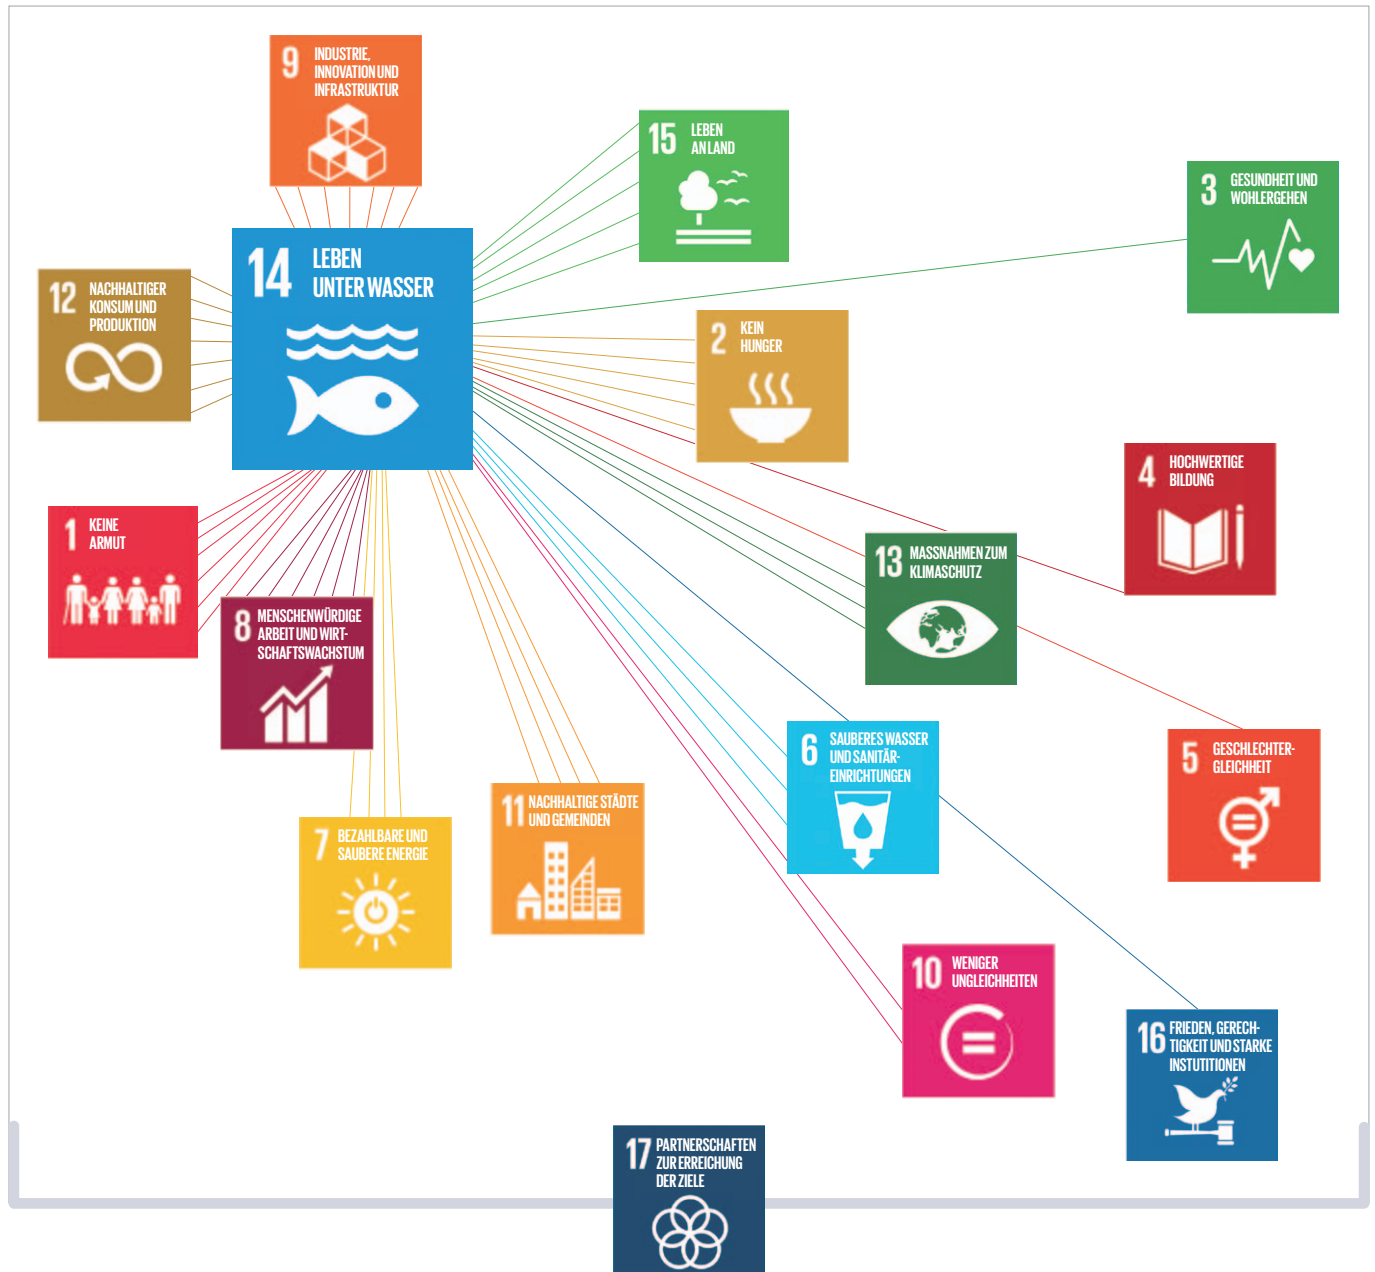 9
INDUSTRIE,
INNOVATION UND
INFRASTRUKTUR
15
LEBEN
AN LAND
3
GESUNDHEIT UND
WOHLERGEHEN
14
LEBEN
UNTER WASSER
12
NACHHALTIGER
KONSUM UND
PRODUKTION
2
KEIN
HUNGER
4
HOCHWERTIGE
BILDUNG
1
KEINE
ARMUT
13
MASSNAHMEN ZUM
KLIMASCHUTZ
8
MENSCHENWÜRDIGE
ARBEIT UND WIRT-
SCHAFTSWACHSTUM
6
SAUBERES WASSER
UND SANITÄR-
EINRICHTUNGEN
5
GESCHLECHTER-
GLEICHHEIT
7
BEZAHLBARE UND
SAUBERE ENERGIE
11
NACHHALTIGE STÄDTE
UND GEMEINDEN
10
WENIGER
UNGLEICHHEITEN
16
FRIEDEN, GERECH-
TIGKEIT UND STARKE
INSTUTITIONEN
17
PARTNERSCHAFTEN
ZUR ERREICHUNG
DER ZIELE